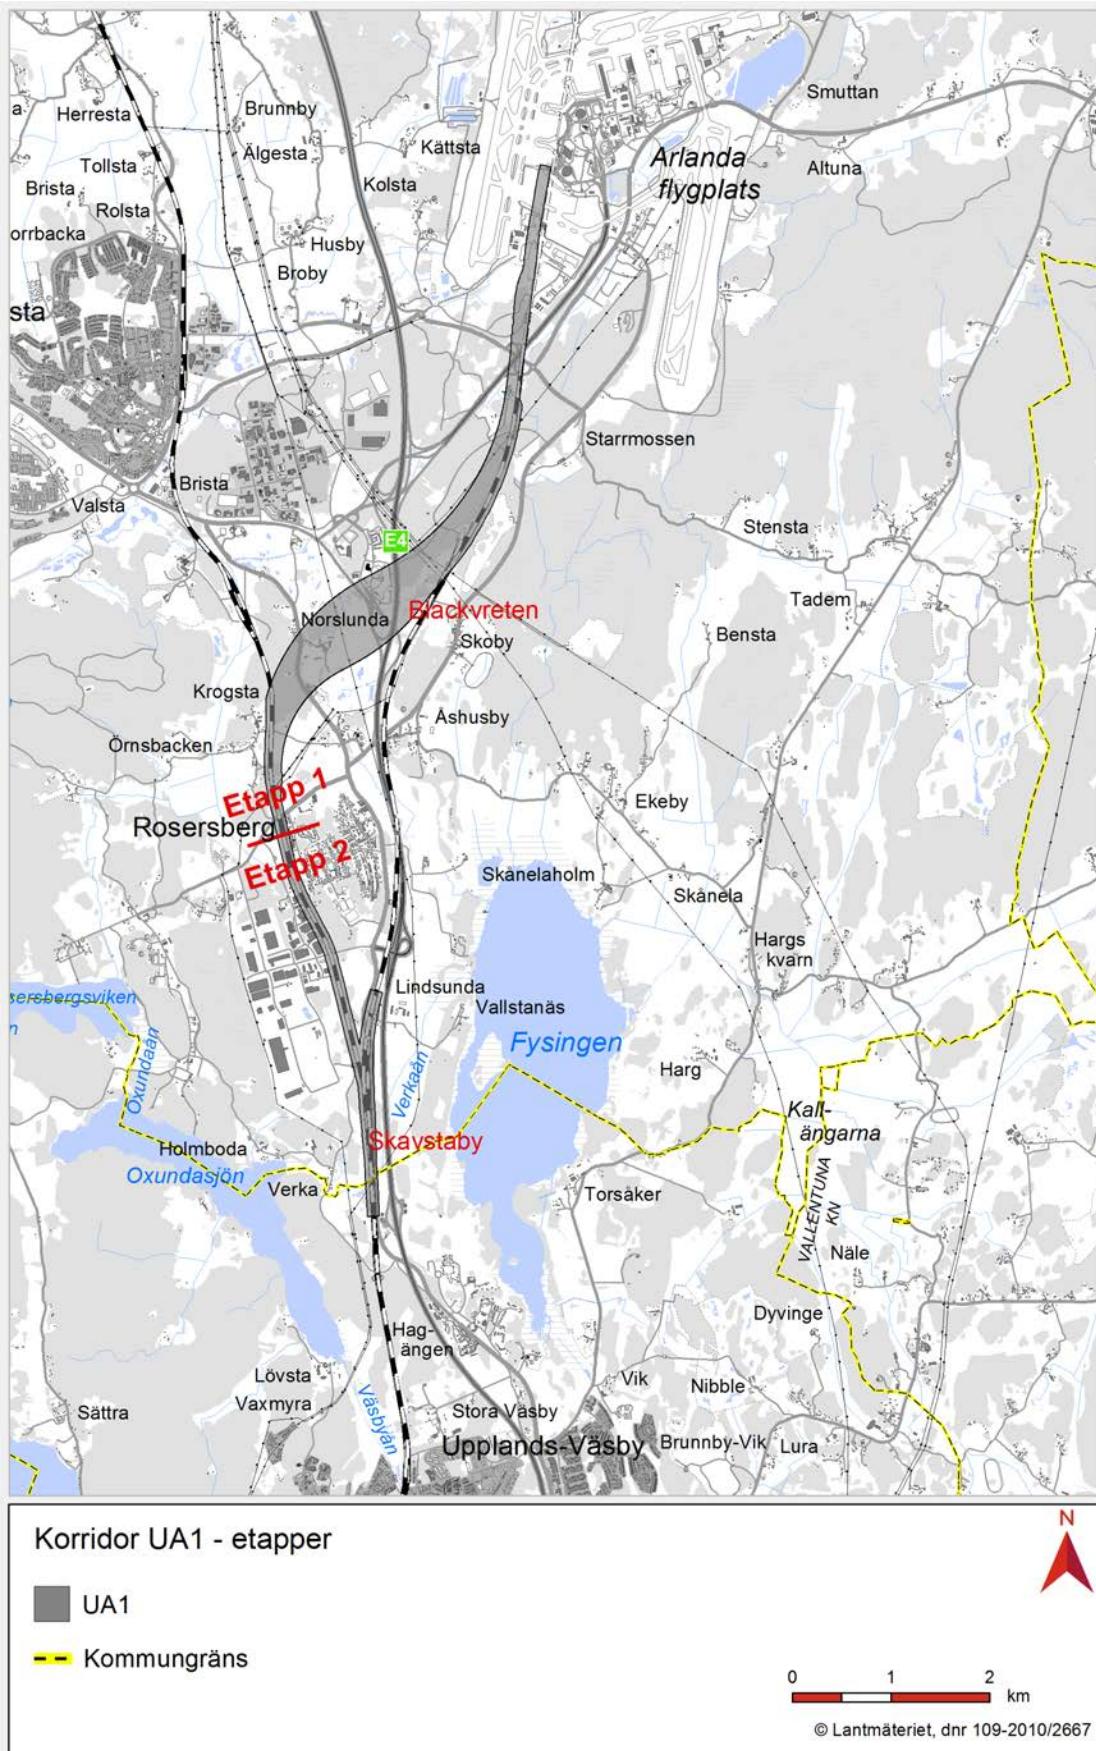 Smuttan
Brunnby
a
Herresta
Kättsta
Älgesta
Arlanda
flygplats
Tollsta
Altuna
Kolsta
Brista
Rolsta
orrbacka
Husby
Broby
sta
Starrmossen
Brista
Valsta
Stensta
E4
Tadem
Blackvreten
Norslunda
Bensta
Skoby
Krogsta
Åshusby
Örnsbacken
Etapp 1
Ekeby
Rosersberg
Etapp 2
Skånelaholm
Skånela
Hargs
kvarn
Lindsunda
sersbergsviken
Vallstanäs
n
Fysingen
Oxundaån
Verkaån
Harg
Kall-
ängarna
Skavstaby
Holmboda
Oxundasjön
Verka
Torsåker
VALLENTUNA
KN
Näle
Dyvinge
Hag-
ängen
Lövsta
Vik
Nibble
Vaxmyra
Väsbyån
Sättra
Stora Väsby
Upplands-Väsby
Brunnby-Vik
Lura
Korridor UA1 - etapper
N
UA1
Kommungräns
0 1 2
km
© Lantmäteriet, dnr 109-2010/2667